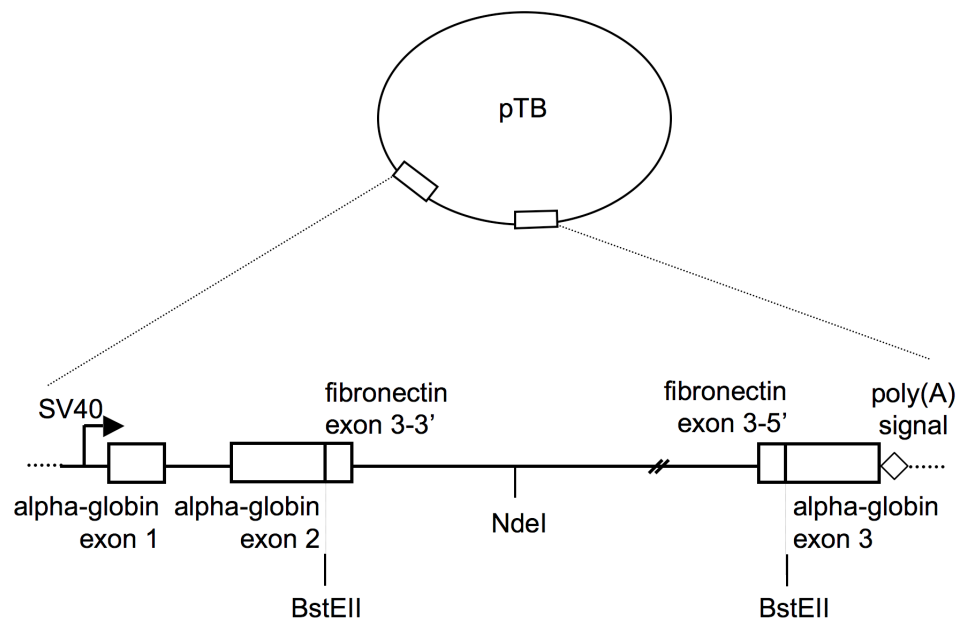 pTB
SV40
fibronectin
exon 3-3’
fibronectin
exon 3-5’
poly(A)
signal
alpha-globin
exon 1
alpha-globin
exon 2
NdeI
alpha-globin
exon 3
BstEII
BstEII